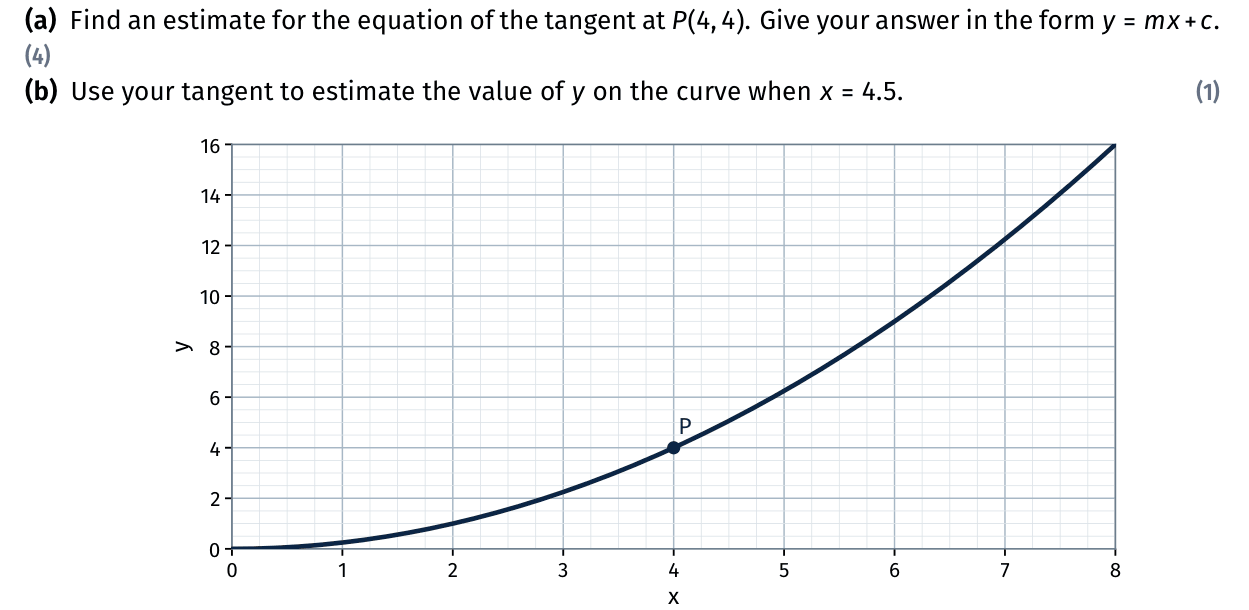 (a) Find an estimate for the equation of the tangent at P(4, 4). Give your answer in the form y = mx + c.
(4)
(b) Use your tangent to estimate the value of y on the curve when x = 4.5. (1)
16
14
12
10
8
6
4
2
0
y
P
0 1 2 3 4 5 6 7 8
x